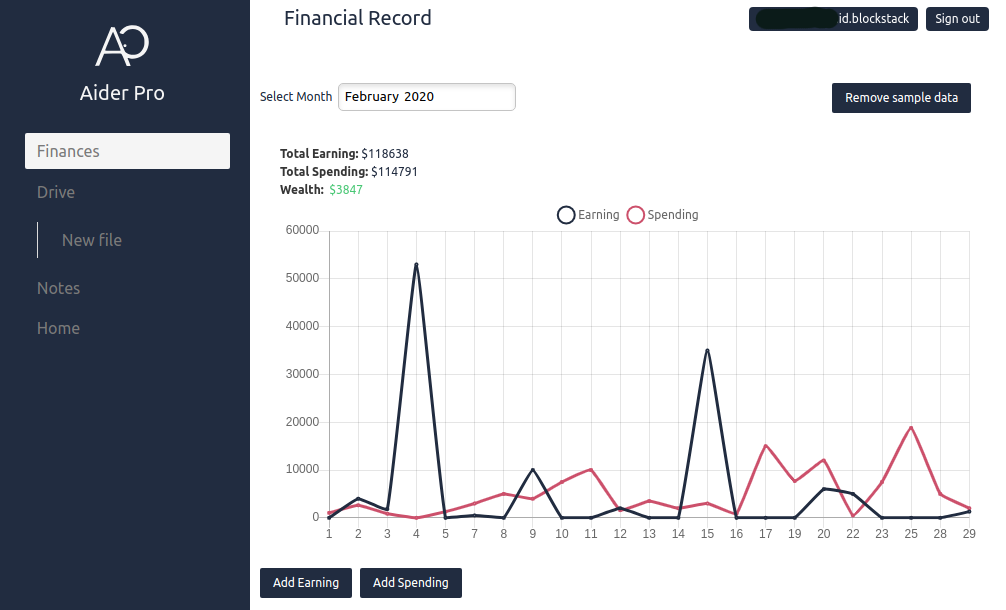 Financial Record
id.blockstack
Sign out
Aider Pro
Finances
Drive
New file
Notes
Home
Select Month February 2020
Remove sample data
Total Earning: $118638
Total Spending: $114791
Wealth: $3847
Earning Spending
60000
50000
40000
30000
20000
10000
0
1 2 3 4 5 7 8 9 10 11 12 13 14 15 16 17 19 20 22 23 25 28 29
Add Earning
Add Spending